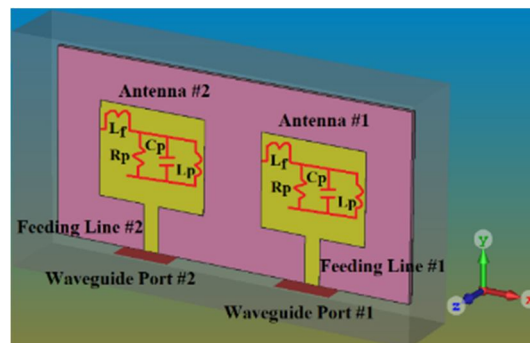 Antenna #2
Antenna #1
Lf
Rp
Cp
Lp
Lf
Rp
Cp
Lp
Feeding Line #2
Feeding Line #1
Waveguide Port #2
Waveguide Port #1
y
z
x